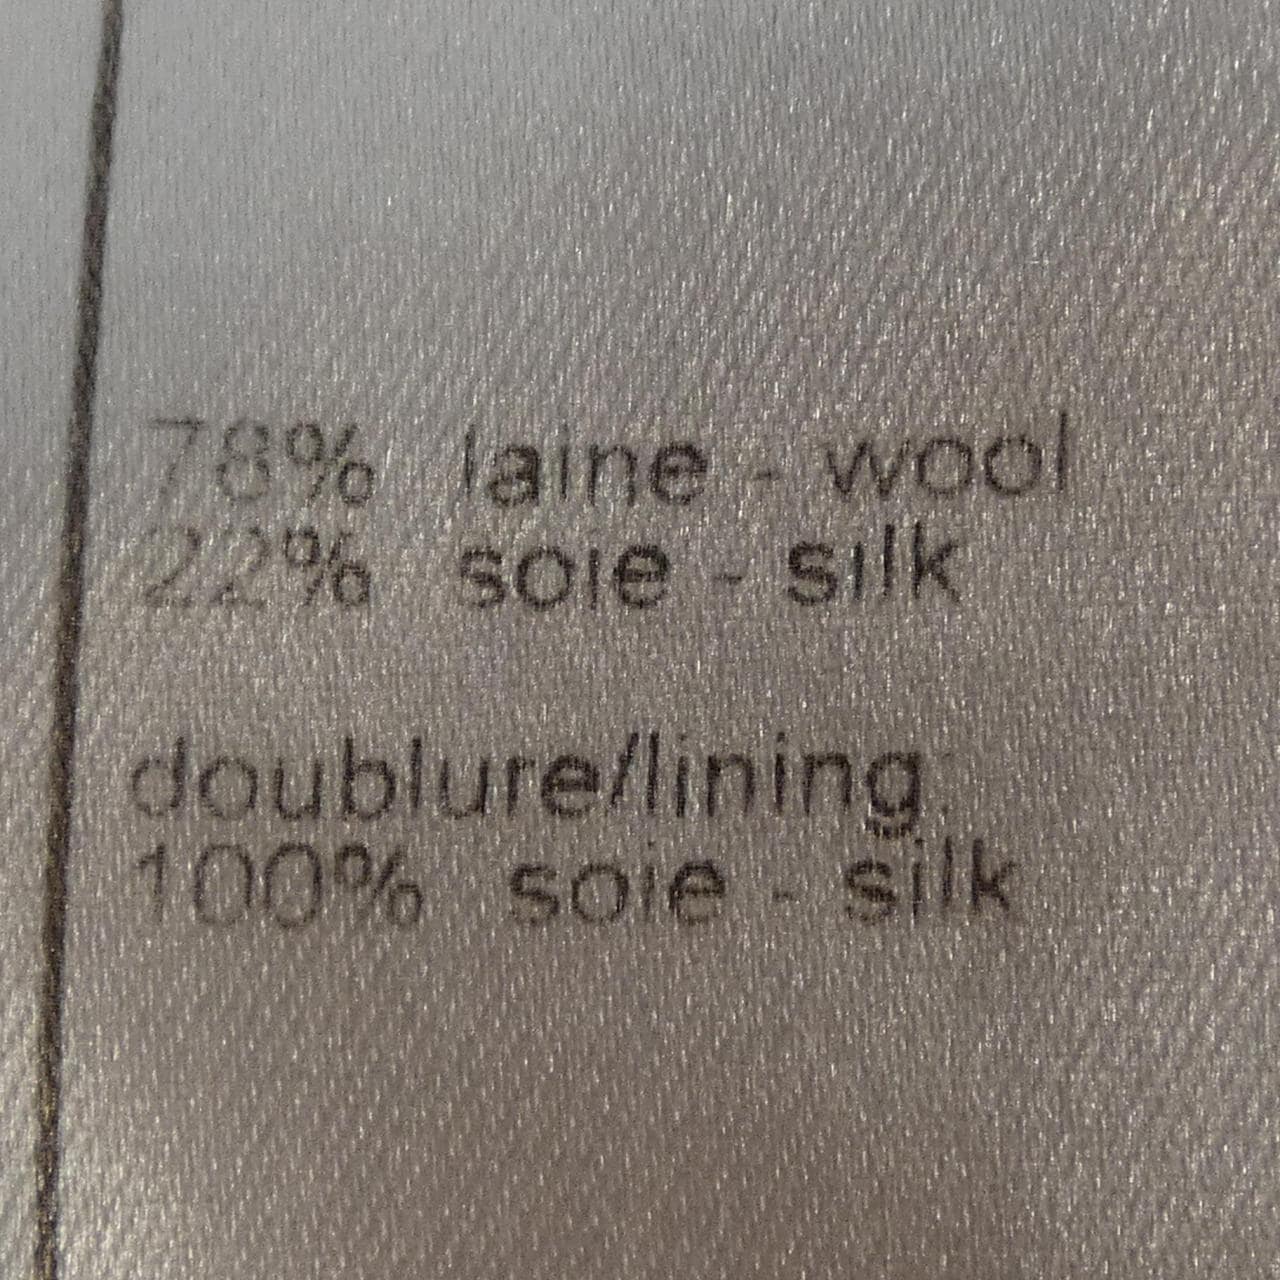 78% laine - wool
22% soie - silk
doublure/lining:
100% soie - silk